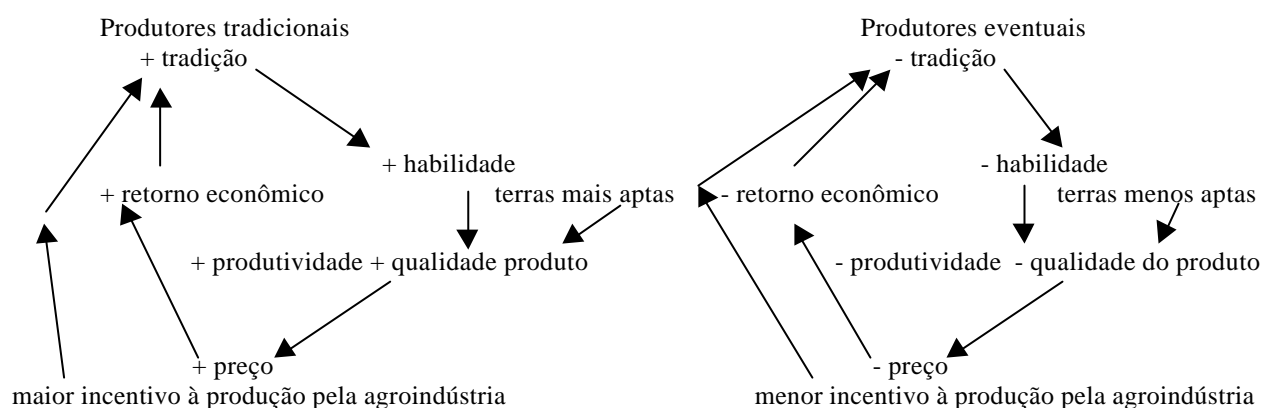 Produtores tradicionais
+ tradição
+ habilidade
+ retorno econômico
terras mais aptas
+ produtividade + qualidade produto
+ preço
maior incentivo à produção pela agroindústria
Produtores eventuais
- tradição
- habilidade
- retorno econômico
terras menos aptas
- produtividade - qualidade do produto
- preço
menor incentivo à produção pela agroindústria